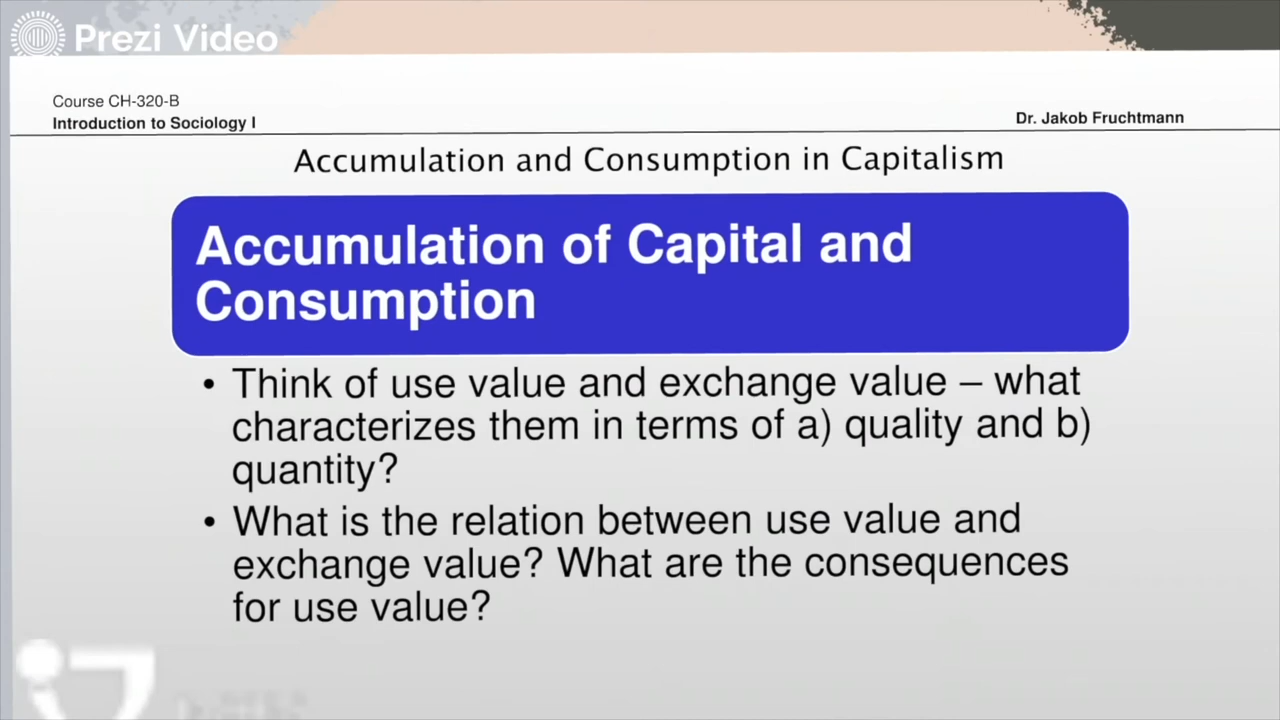 Prezi Video
Course CH-320-B
Introduction to Sociology I
Dr. Jakob Fruchtmann
Accumulation and Consumption in Capitalism
Accumulation of Capital and
Consumption
• Think of use value and exchange value – what
characterizes them in terms of a) quality and b)
quantity?
• What is the relation between use value and
exchange value? What are the consequences
for use value?